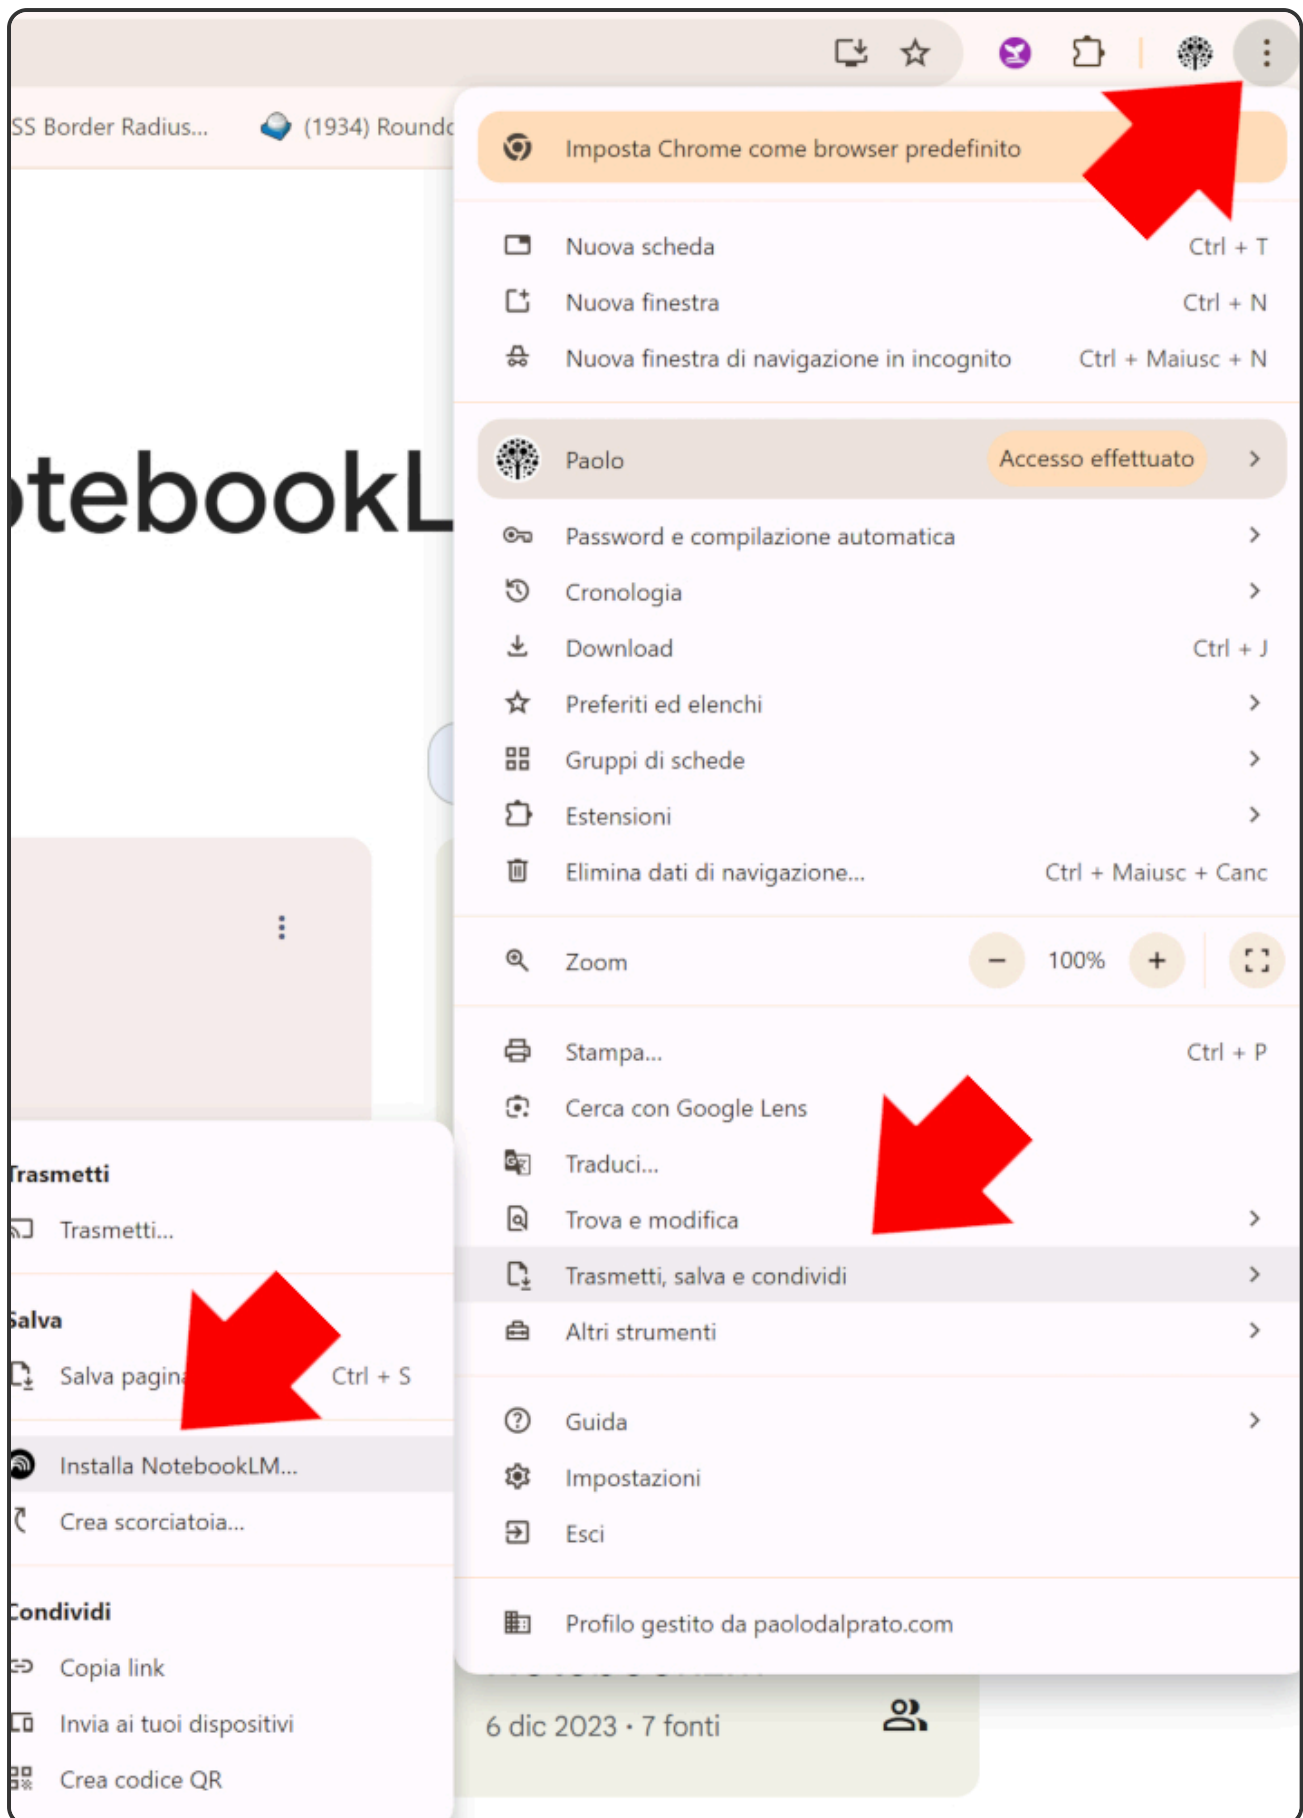 SS Border Radius...
(1934) Roundc
Imposta Chrome come browser predefinito
Nuova scheda Ctrl + T
Nuova finestra Ctrl + N
Nuova finestra di navigazione in incognito Ctrl + Maiusc + N
otebookL
Paolo Accesso effettuato
Password e compilazione automatica
Cronologia
Download Ctrl + J
Preferiti ed elenchi
Gruppi di schede
Estensioni
Elimina dati di navigazione... Ctrl + Maiusc + Canc
Zoom − 100% +
Stampa... Ctrl + P
Cerca con Google Lens
Traduci...
Trova e modifica
Trasmetti, salva e condividi
Altri strumenti
Guida
Impostazioni
Esci
Profilo gestito da paolodalprato.com
6 dic 2023 · 7 fonti
Trasmetti
Trasmetti...
Salva
Salva pagina Ctrl + S
Installa NotebookLM...
Crea scorciatoia...
Condividi
Copia link
Invia ai tuoi dispositivi
Crea codice QR